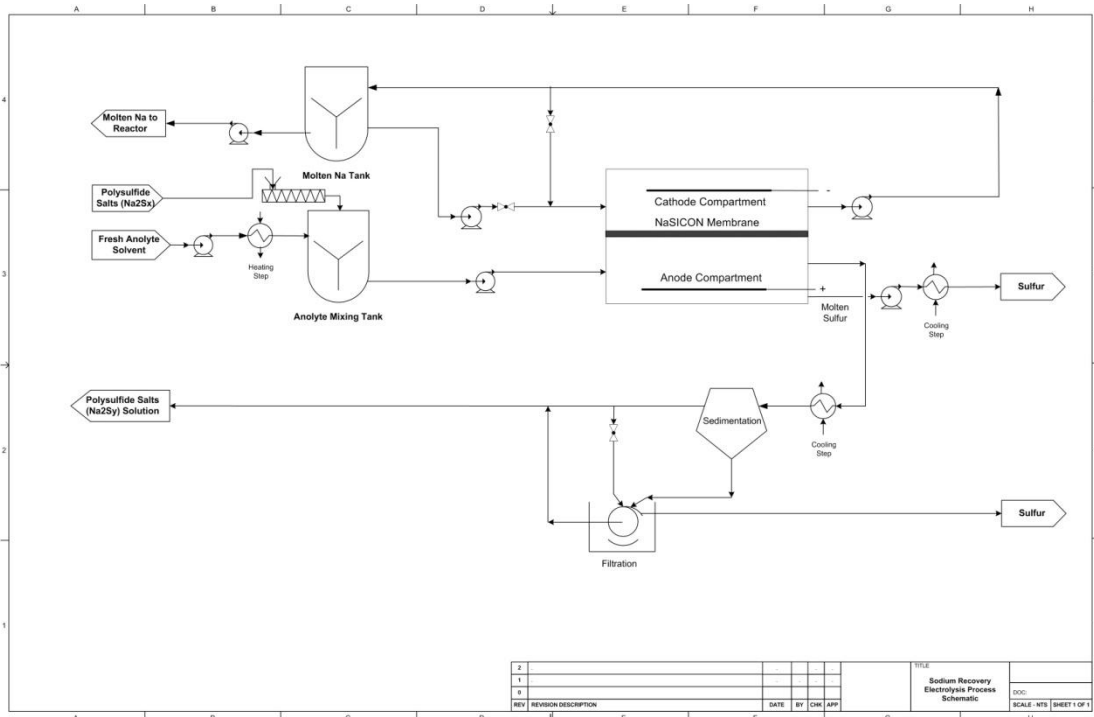 A B C D E F G H
4
Molten Na to
Reactor
Molten Na Tank
Polysulfide
Salts (Na2Sx)
Cathode Compartment
-
NaSICON Membrane
Fresh Anolyte
Solvent
Heating
Step
3
Anode Compartment
+
Molten
Sulfur
Sulfur
Anolyte Mixing Tank
Cooling
Step
Polysulfide Salts
(Na2Sy) Solution
Sedimentation
Cooling
Step
2
Sulfur
Filtration
1
2
1
0
REV REVISION DESCRIPTION DATE BY CHK APP
TITLE
Sodium Recovery
Electrolysis Process
Schematic
DOC:
SCALE - NTS SHEET 1 OF 1